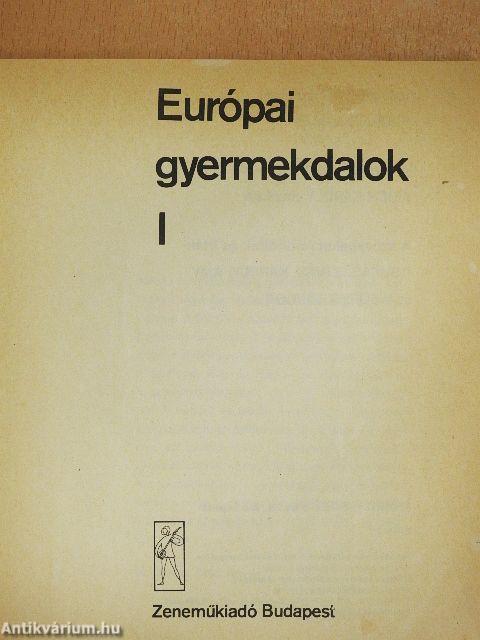 Európai
gyermekdalok
I
Zeneműkiadó Budapest
Antikvárium.hu